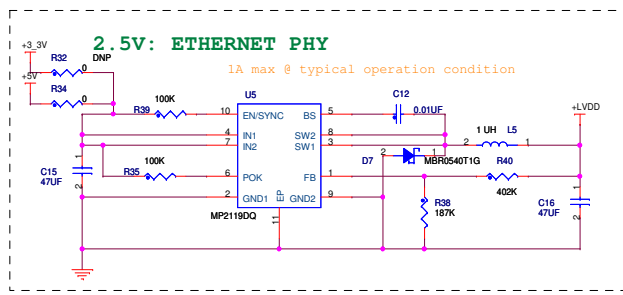 2.5V: ETHERNET PHY
1A max @ typical operation condition
+3_3V
R32
DNP
0
+5V
R34
0
R39
100K
U5
C12
0.01UF
+LVDD
10 EN/SYNC BS 5
4 IN1 SW2 8
7 IN2 SW1 3
2 1 UH L5 1
C15
47UF
1
2
R35
100K
D7 2 1
MBR0540T1G
R40
402K
6 POK FB 1
2 GND1 EP GND2 9
MP2119DQ
11
R38
187K
C16
47UF
1
2